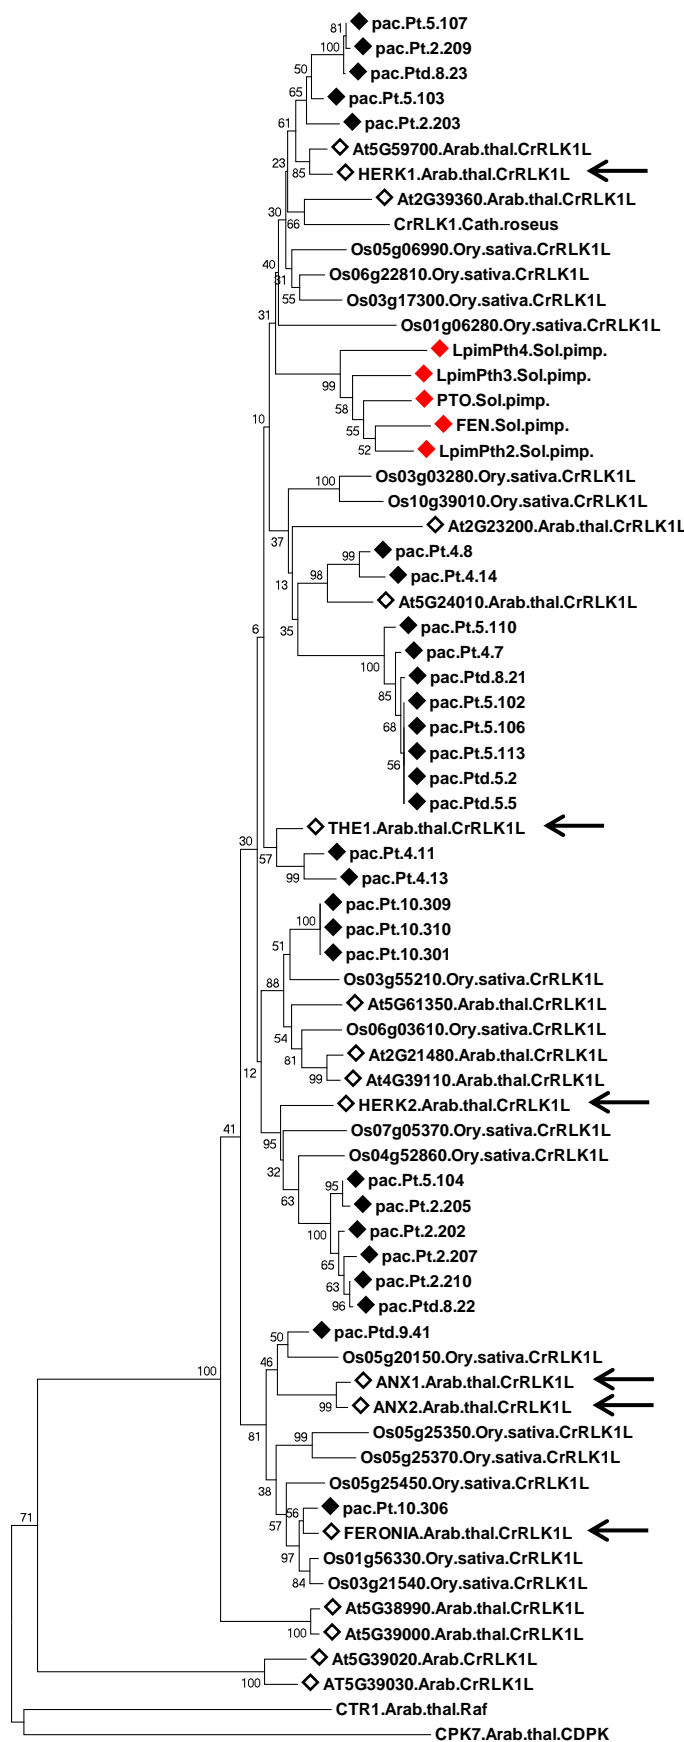 81
pac.Pt.5.107
100
pac.Pt.2.209
50
pac.Ptd.8.23
65
pac.Pt.5.103
61
pac.Pt.2.203
At5G59700.Arab.thal.CrRLK1L
23
85
HERK1.Arab.thal.CrRLK1L
At2G39360.Arab.thal.CrRLK1L
30
66
CrRLK1.Cath.roseus
Os05g06990.Ory.sativa.CrRLK1L
40
31
Os06g22810.Ory.sativa.CrRLK1L
55
Os03g17300.Ory.sativa.CrRLK1L
31
Os01g06280.Ory.sativa.CrRLK1L
LpimPth4.Sol.pimp.
99
LpimPth3.Sol.pimp.
58
PTO.Sol.pimp.
10
55
FEN.Sol.pimp.
52
LpimPth2.Sol.pimp.
100
Os03g03280.Ory.sativa.CrRLK1L
Os10g39010.Ory.sativa.CrRLK1L
37
At2G23200.Arab.thal.CrRLK1L
99
pac.Pt.4.8
13
98
pac.Pt.4.14
At5G24010.Arab.thal.CrRLK1L
6
35
pac.Pt.5.110
100
pac.Pt.4.7
85
pac.Ptd.8.21
pac.Pt.5.102
68
pac.Pt.5.106
56
pac.Pt.5.113
pac.Ptd.5.2
pac.Ptd.5.5
THE1.Arab.thal.CrRLK1L
30
57
pac.Pt.4.11
99
pac.Pt.4.13
pac.Pt.10.309
100
pac.Pt.10.310
51
pac.Pt.10.301
Os03g55210.Ory.sativa.CrRLK1L
88
At5G61350.Arab.thal.CrRLK1L
54
Os06g03610.Ory.sativa.CrRLK1L
81
At2G21480.Arab.thal.CrRLK1L
12
99
At4G39110.Arab.thal.CrRLK1L
HERK2.Arab.thal.CrRLK1L
41
95
Os07g05370.Ory.sativa.CrRLK1L
32
Os04g52860.Ory.sativa.CrRLK1L
63
95
pac.Pt.5.104
pac.Pt.2.205
100
pac.Pt.2.202
65
pac.Pt.2.207
63
pac.Pt.2.210
96
pac.Ptd.8.22
50
pac.Ptd.9.41
46
Os05g20150.Ory.sativa.CrRLK1L
100
ANX1.Arab.thal.CrRLK1L
99
ANX2.Arab.thal.CrRLK1L
81
99
Os05g25350.Ory.sativa.CrRLK1L
Os05g25370.Ory.sativa.CrRLK1L
38
Os05g25450.Ory.sativa.CrRLK1L
56
pac.Pt.10.306
71
57
FERONIA.Arab.thal.CrRLK1L
97
Os01g56330.Ory.sativa.CrRLK1L
84
Os03g21540.Ory.sativa.CrRLK1L
At5G38990.Arab.thal.CrRLK1L
100
At5G39000.Arab.thal.CrRLK1L
At5G39020.Arab.CrRLK1L
100
AT5G39030.Arab.CrRLK1L
CTR1.Arab.thal.Raf
CPK7.Arab.thal.CDPK